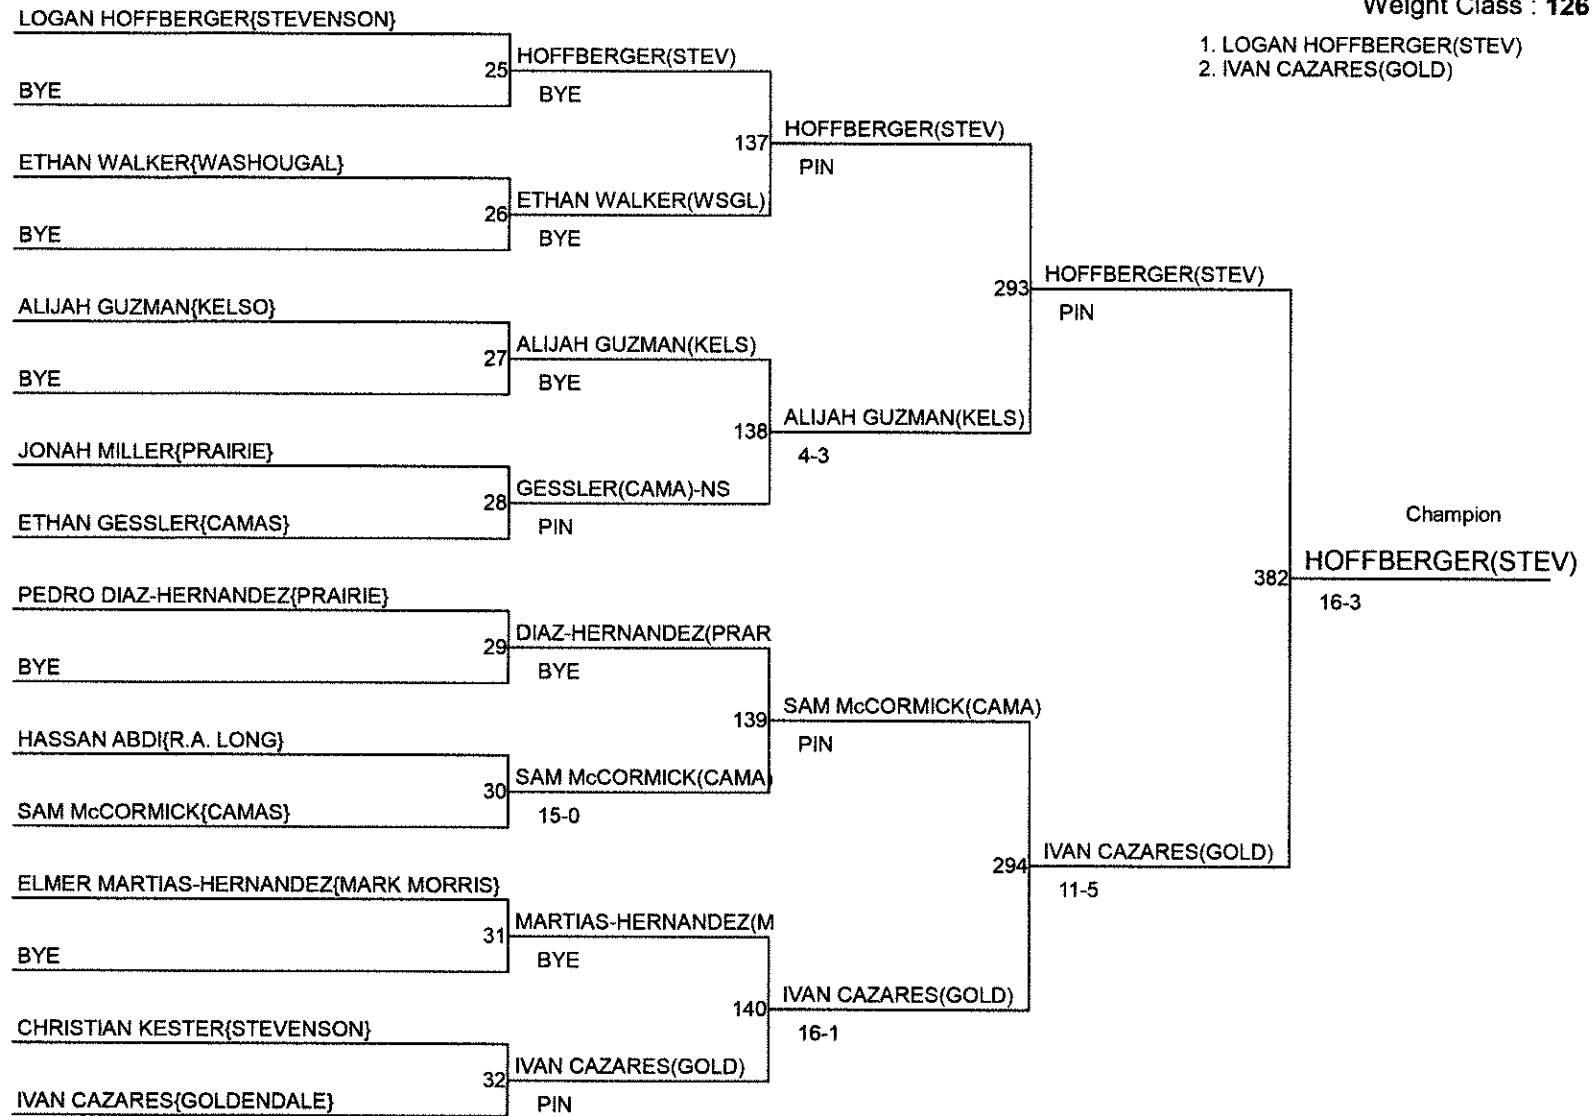 Weight Class : 126
1. LOGAN HOFFBERGER(STEV)
2. IVAN CAZARES(GOLD)
LOGAN HOFFBERGER{STEVENSON}
BYE
ETHAN WALKER{WASHOUGAL}
BYE
ALIJAH GUZMAN{KELSO}
BYE
JONAH MILLER{PRAIRIE}
ETHAN GESSLER{CAMAS}
PEDRO DIAZ-HERNANDEZ{PRAIRIE}
BYE
HASSAN ABDI{R.A. LONG}
SAM McCORMICK{CAMAS}
ELMER MARTIAS-HERNANDEZ{MARK MORRIS}
BYE
CHRISTIAN KESTER{STEVENSON}
IVAN CAZARES{GOLDENDALE}
25 HOFFBERGER(STEV)
BYE
26 ETHAN WALKER(WSGL)
BYE
27 ALIJAH GUZMAN(KELS)
BYE
28 GESSLER(CAMA)-NS
PIN
29 DIAZ-HERNANDEZ(PRAR
BYE
30 SAM McCORMICK(CAMA)
15-0
31 MARTIAS-HERNANDEZ(M
BYE
32 IVAN CAZARES(GOLD)
PIN
137 HOFFBERGER(STEV)
PIN
138 ALIJAH GUZMAN(KELS)
4-3
139 SAM McCORMICK(CAMA)
PIN
140 IVAN CAZARES(GOLD)
16-1
293 HOFFBERGER(STEV)
PIN
294 IVAN CAZARES(GOLD)
11-5
Champion
382 HOFFBERGER(STEV)
16-3